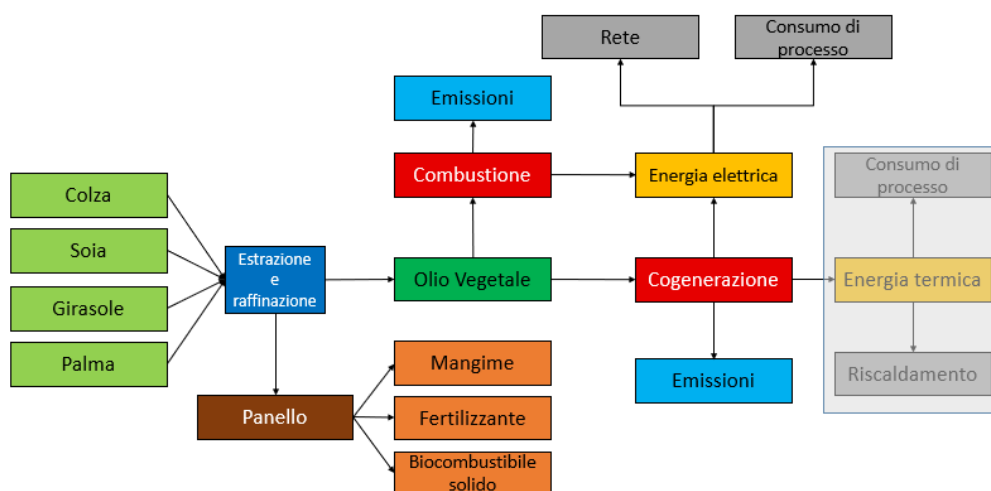 Rete
Consumo di
processo
Emissioni
Combustione
Energia elettrica
Consumo di
processo
Colza
Soia
Girasole
Palma
Estrazione
e
raffinazione
Olio Vegetale
Cogenerazione
Energia termica
Mangime
Emissioni
Riscaldamento
Panello
Fertilizzante
Biocombustibile
solido